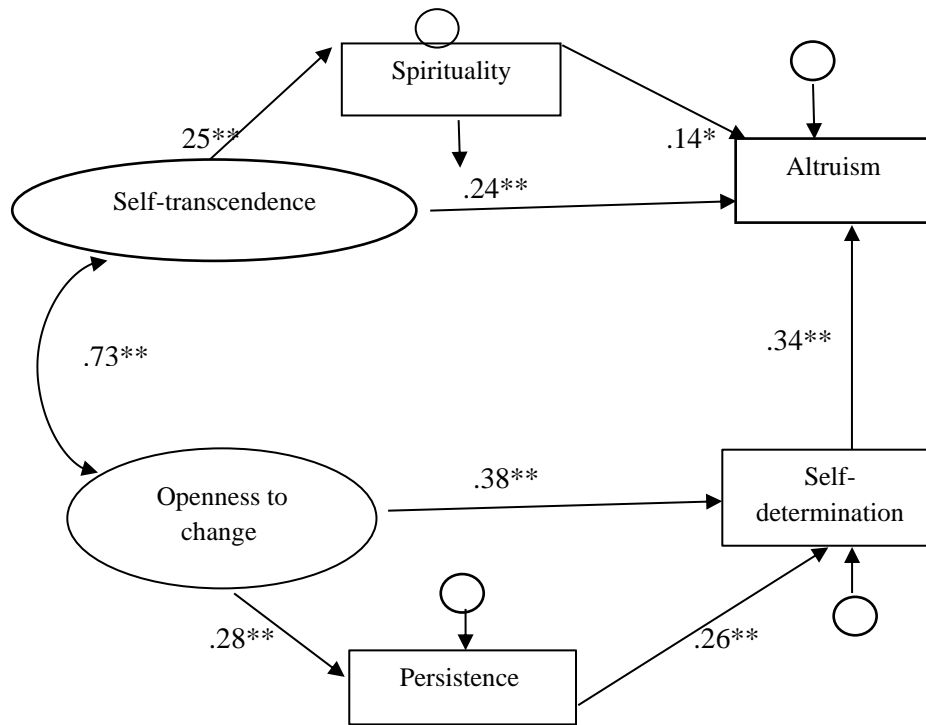 Spirituality
25**
.14*
Altruism
Self-transcendence
.24**
.73**
.34**
Openness to
change
.38**
Self-
determination
.28**
.26**
Persistence